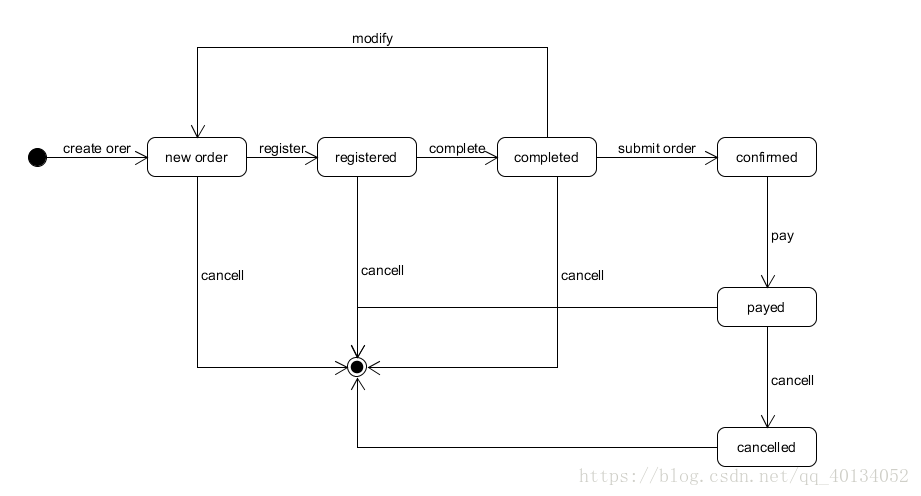 modify
create orer
new order
register
registered
complete
completed
submit order
confirmed
pay
cancell
cancell
cancell
payed
cancell
cancelled
https://blog.csdn.net/qq_40134052